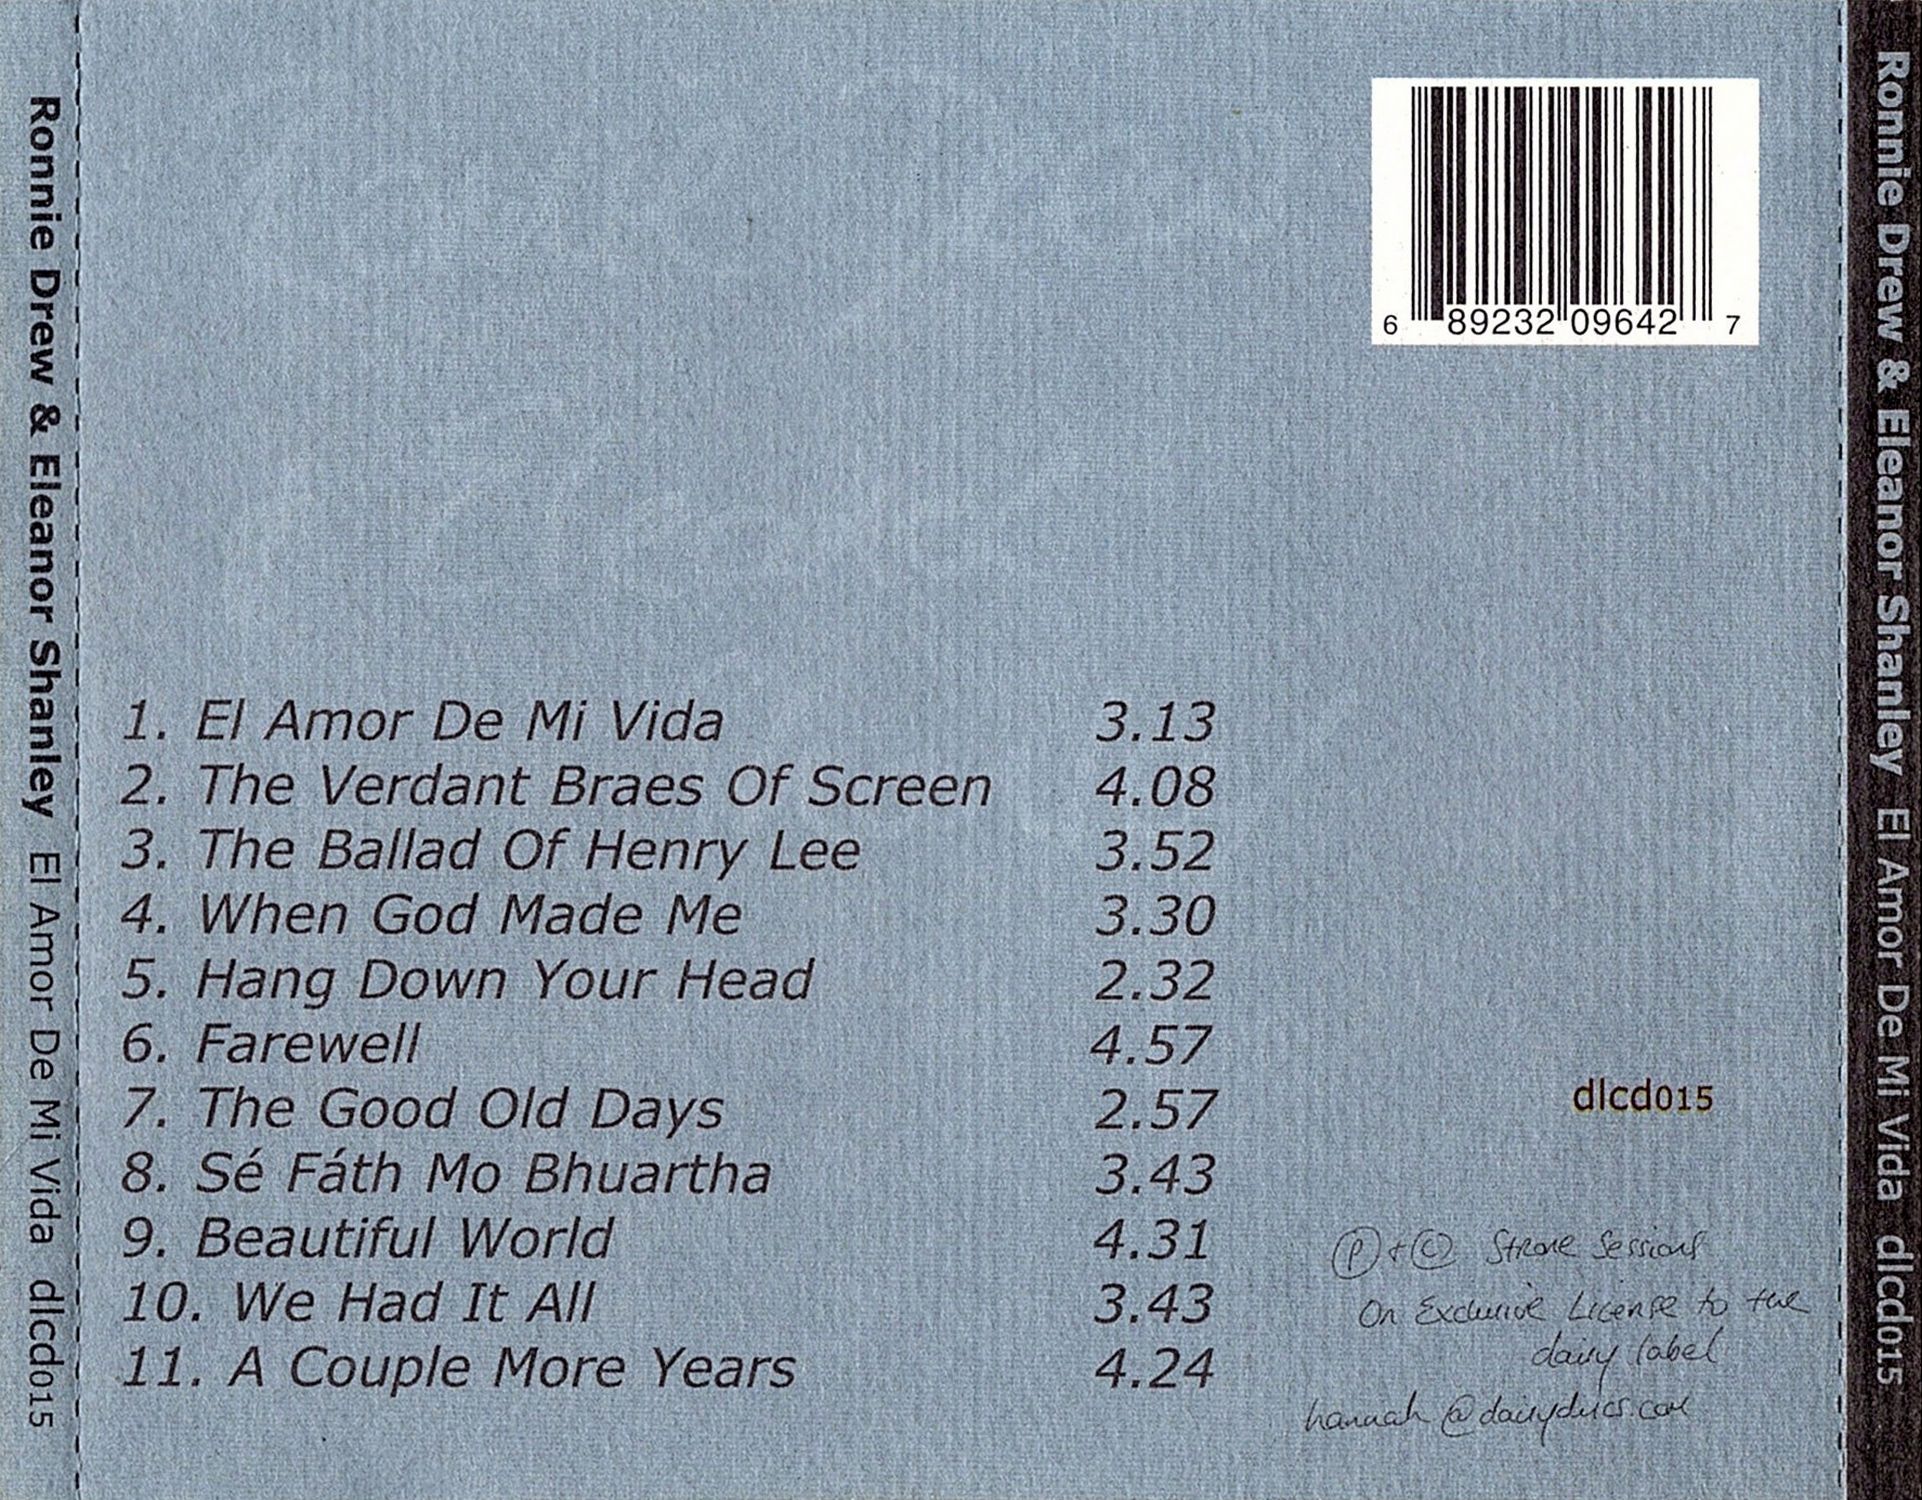 Ronnie Drew & Eleanor Shanley El Amor De Mi Vida dlcd015
6 89232 09642 7
1. El Amor De Mi Vida 3.13
2. The Verdant Braes Of Screen 4.08
3. The Ballad Of Henry Lee 3.52
4. When God Made Me 3.30
5. Hang Down Your Head 2.32
6. Farewell 4.57
7. The Good Old Days 2.57
8. Sé Fáth Mo Bhuartha 3.43
9. Beautiful World 4.31
10. We Had It All 3.43
11. A Couple More Years 4.24
dlcd015
Ⓟ + © Strone Sessions
On Exclusive License to the
daisy label
Ronnie Drew & Eleanor Shanley El Amor De Mi Vida dlcd015